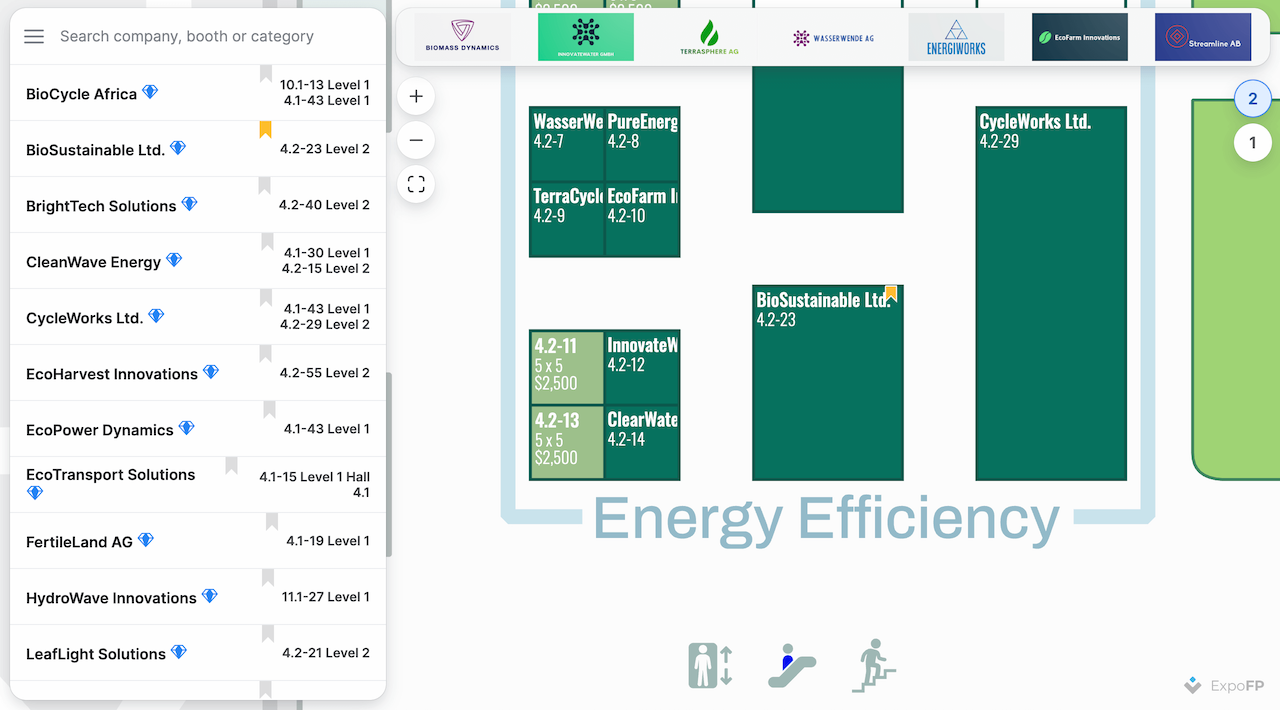 Search company, booth or category
BioCycle Africa
10.1-13 Level 1
4.1-43 Level 1
BioSustainable Ltd.
4.2-23 Level 2
BrightTech Solutions
4.2-40 Level 2
CleanWave Energy
4.1-30 Level 1
4.2-15 Level 2
CycleWorks Ltd.
4.1-43 Level 1
4.2-29 Level 2
EcoHarvest Innovations
4.2-55 Level 2
EcoPower Dynamics
4.1-43 Level 1
EcoTransport Solutions
4.1-15 Level 1 Hall
4.1
FertileLand AG
4.1-19 Level 1
HydroWave Innovations
11.1-27 Level 1
LeafLight Solutions
4.2-21 Level 2
BIOMASS DYNAMICS
INNOVATEWATER GMBH
TERRASPHERE AG
WASSERWENDE AG
ENERGIWORKS
EcoFarm Innovations
Streamline AB
2
1
WasserWe
4.2-7
PureEnerg
4.2-8
TerraCycle
4.2-9
EcoFarm I
4.2-10
CycleWorks Ltd.
4.2-29
BioSustainable Ltd.
4.2-23
4.2-11
5 x 5
$2,500
InnovateW
4.2-12
4.2-13
5 x 5
$2,500
ClearWate
4.2-14
Energy Efficiency
ExpoFP